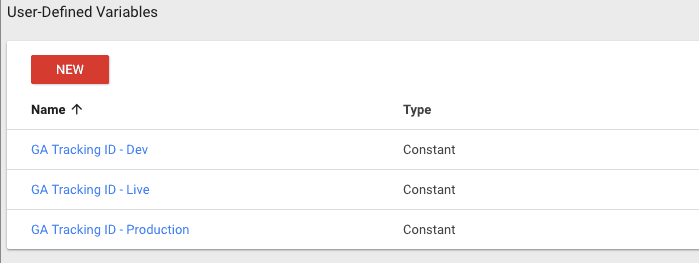 User-Defined Variables
NEW
Name Type
GA Tracking ID - Dev Constant
GA Tracking ID - Live Constant
GA Tracking ID - Production Constant